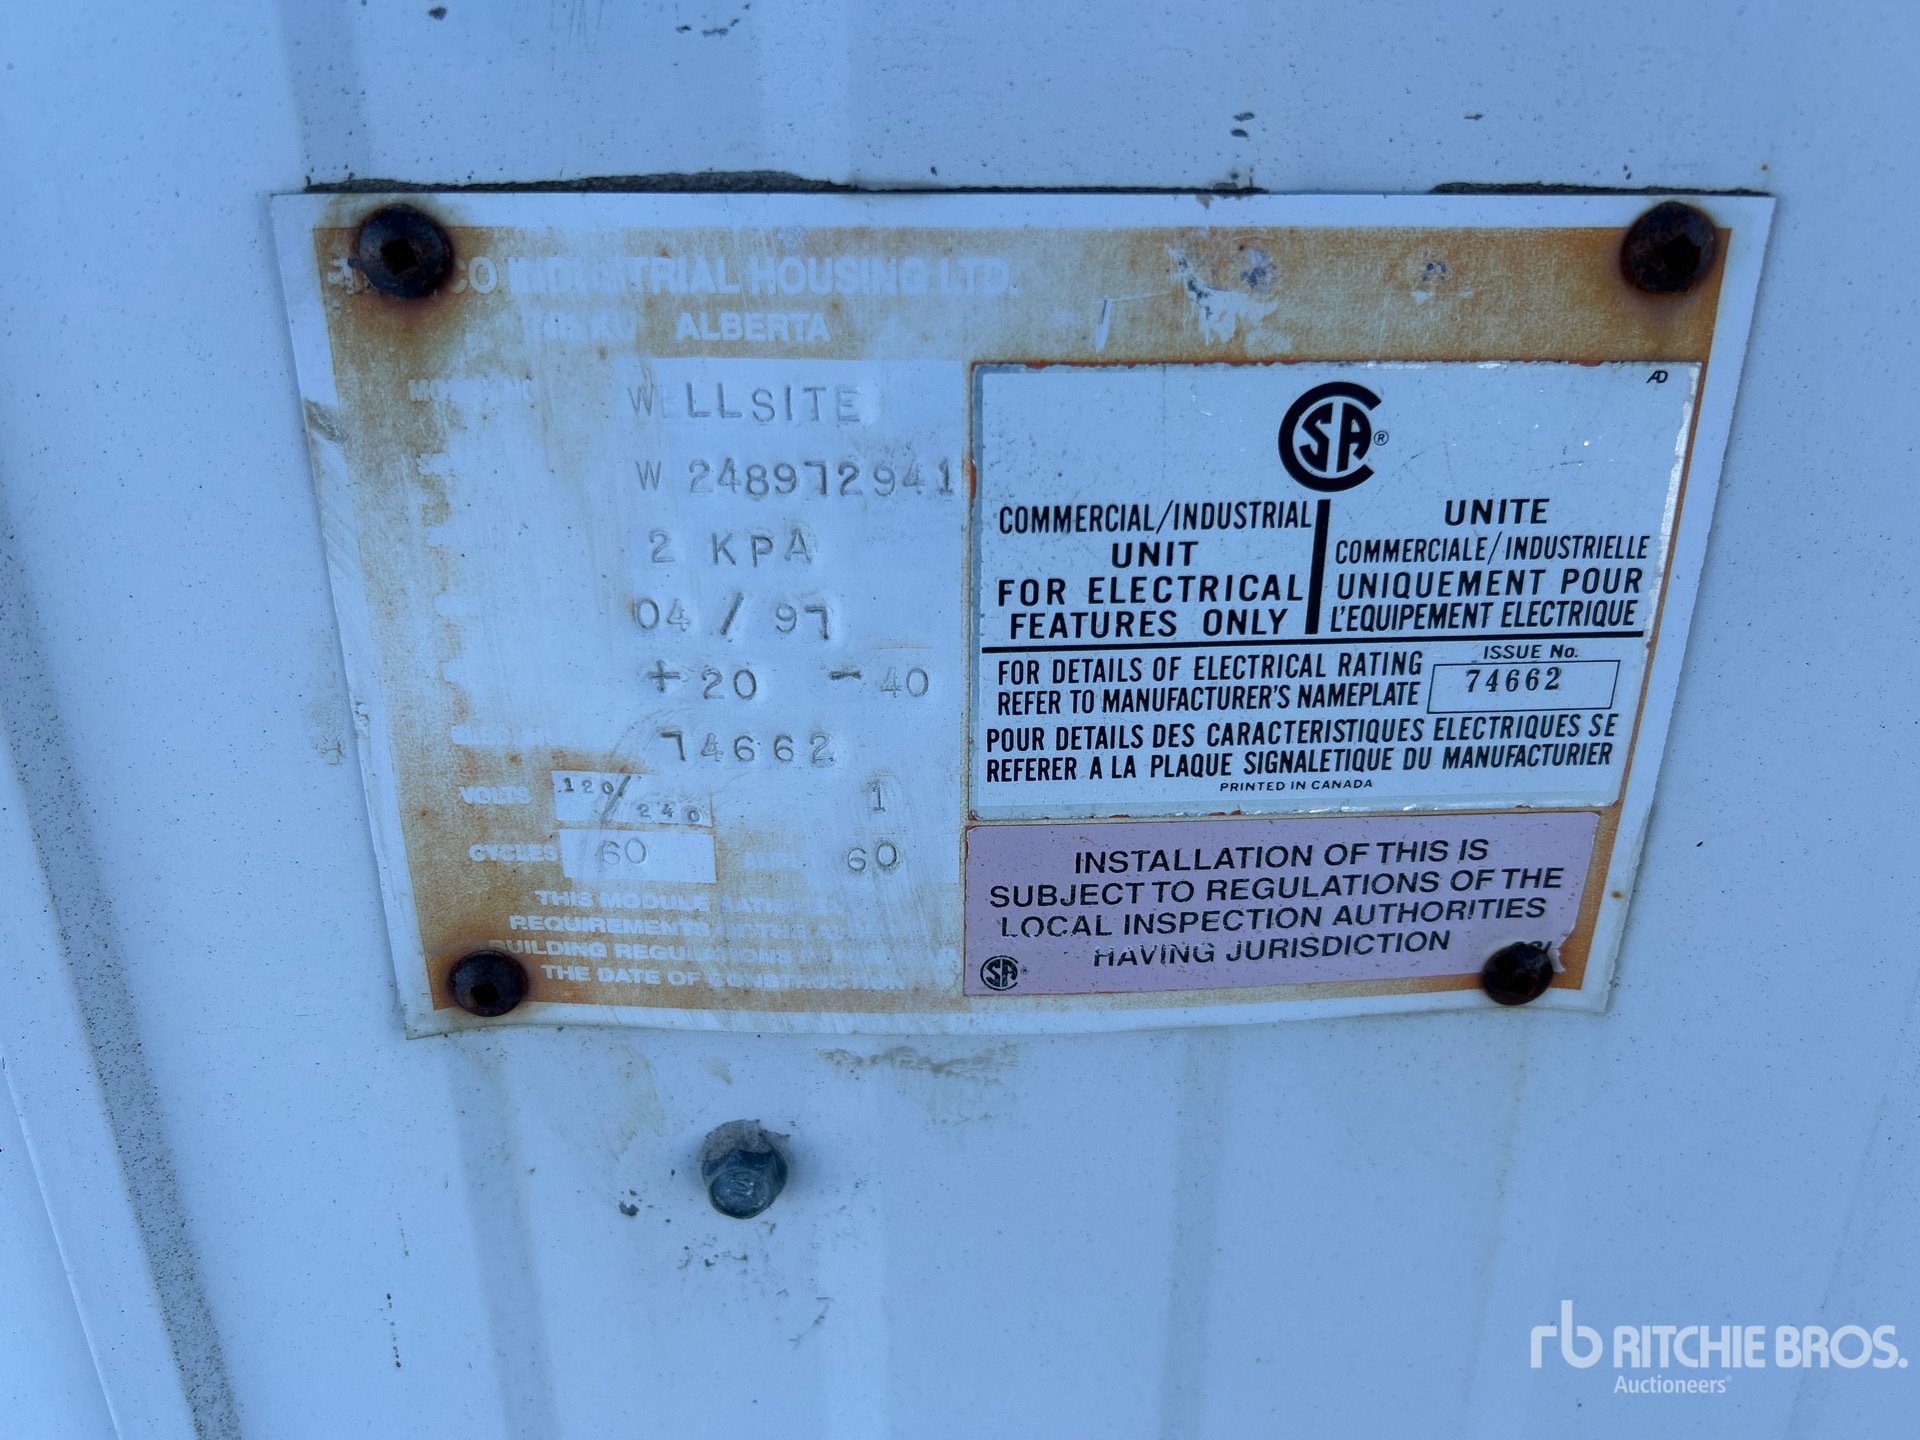 CO INDUSTRIAL HOUSING LTD.
ALBERTA
WELLSITE
W 248972941
2 KPA
04 / 97
+20 -40
74662
VOLTS 120/240 1
CYCLES 60 60
THIS MODULE
REQUIREMENTS
BUILDING REGULATIONS
THE DATE OF CONSTRUCTION
AD
CSA ®
COMMERCIAL/INDUSTRIAL
UNIT
FOR ELECTRICAL
FEATURES ONLY
UNITE
COMMERCIALE/INDUSTRIELLE
UNIQUEMENT POUR
L'EQUIPEMENT ELECTRIQUE
FOR DETAILS OF ELECTRICAL RATING
REFER TO MANUFACTURER'S NAMEPLATE
ISSUE No.
74662
POUR DETAILS DES CARACTERISTIQUES ELECTRIQUES SE
REFERER A LA PLAQUE SIGNALETIQUE DU MANUFACTURIER
PRINTED IN CANADA
INSTALLATION OF THIS IS
SUBJECT TO REGULATIONS OF THE
LOCAL INSPECTION AUTHORITIES
HAVING JURISDICTION
CSA ®
rb RITCHIE BROS.
Auctioneers